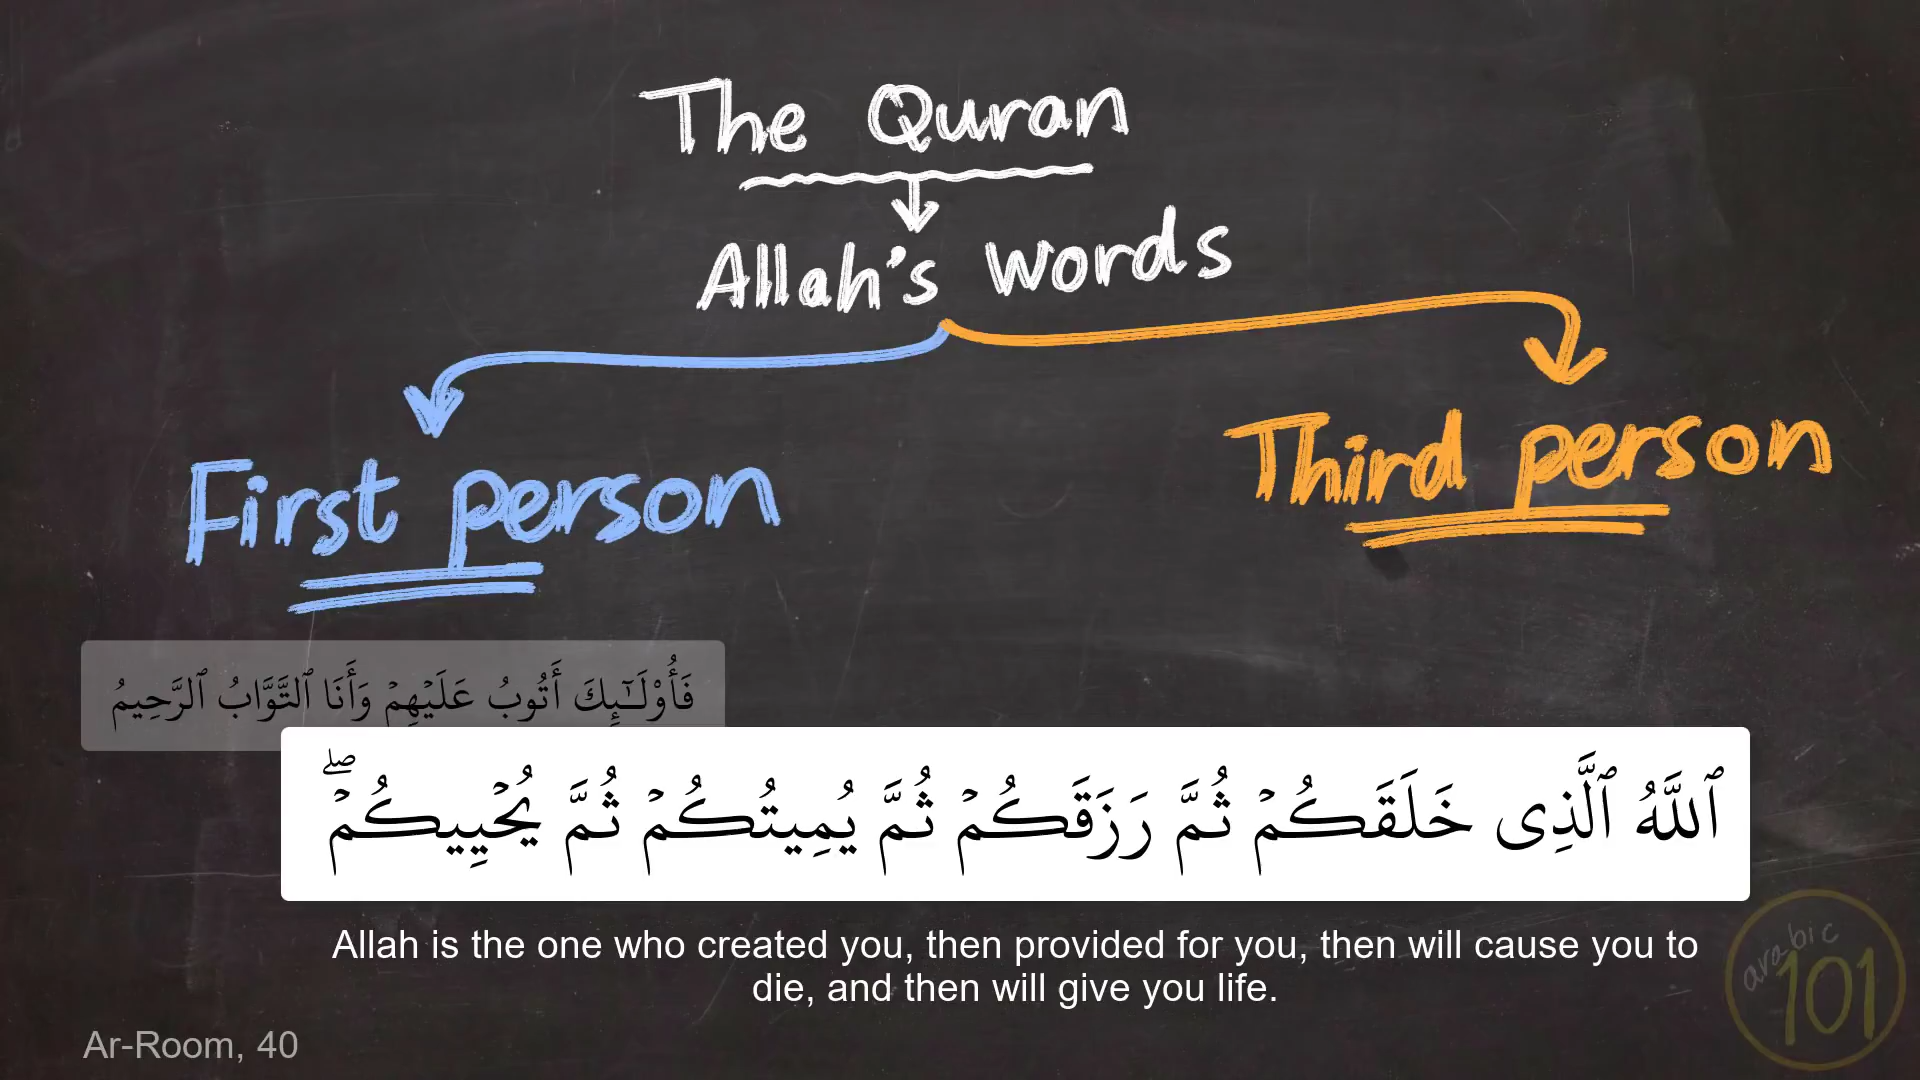 The Quran
Allah's words
First person
Third person
فَأُو۟لَـٰٓئِكَ أَتُوبُ عَلَيْهِمْ وَأَنَا ٱلتَّوَّابُ ٱلرَّحِيمُ
ٱللَّهُ ٱلَّذِى خَلَقَكُمْ ثُمَّ رَزَقَكُمْ ثُمَّ يُمِيتُكُمْ ثُمَّ يُحْيِيكُمْ ۖ
Allah is the one who created you, then provided for you, then will cause you to
die, and then will give you life.
Ar-Room, 40
arabic
101